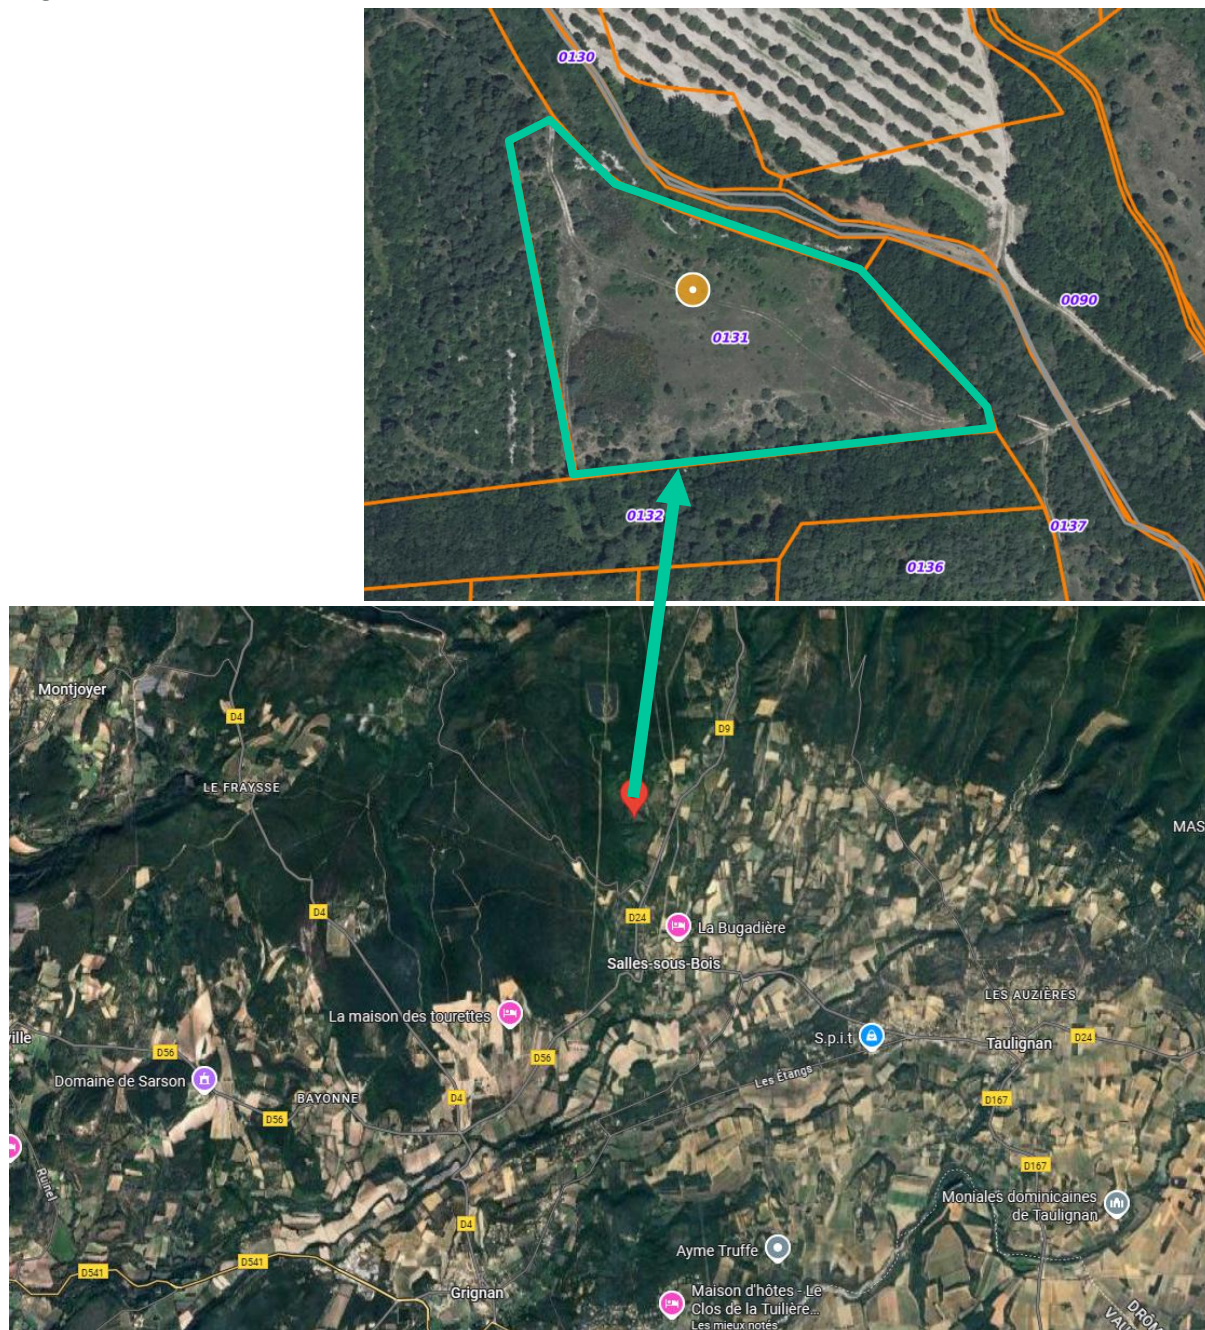 0130
0090
0131
0132
0137
0136
Montjoyer
D4
D9
LE FRAYSSE
MAS
D4
D24
La Bugadière
Salles-sous-Bois
LES AUZIÈRES
La maison des tourettes
ville
S.p.i.t
Taulignan
D24
D56
D56
Domaine de Sarson
Les Étangs
BAYONNE
D4
D167
D56
D167
Ruinel
Moniales dominicaines
de Taulignan
D4
Ayme Truffe
D541
D541
Grignan
Maison d'hôtes - Le
Clos de la Tuilière...
Les mieux notés
DRÔM
VAU